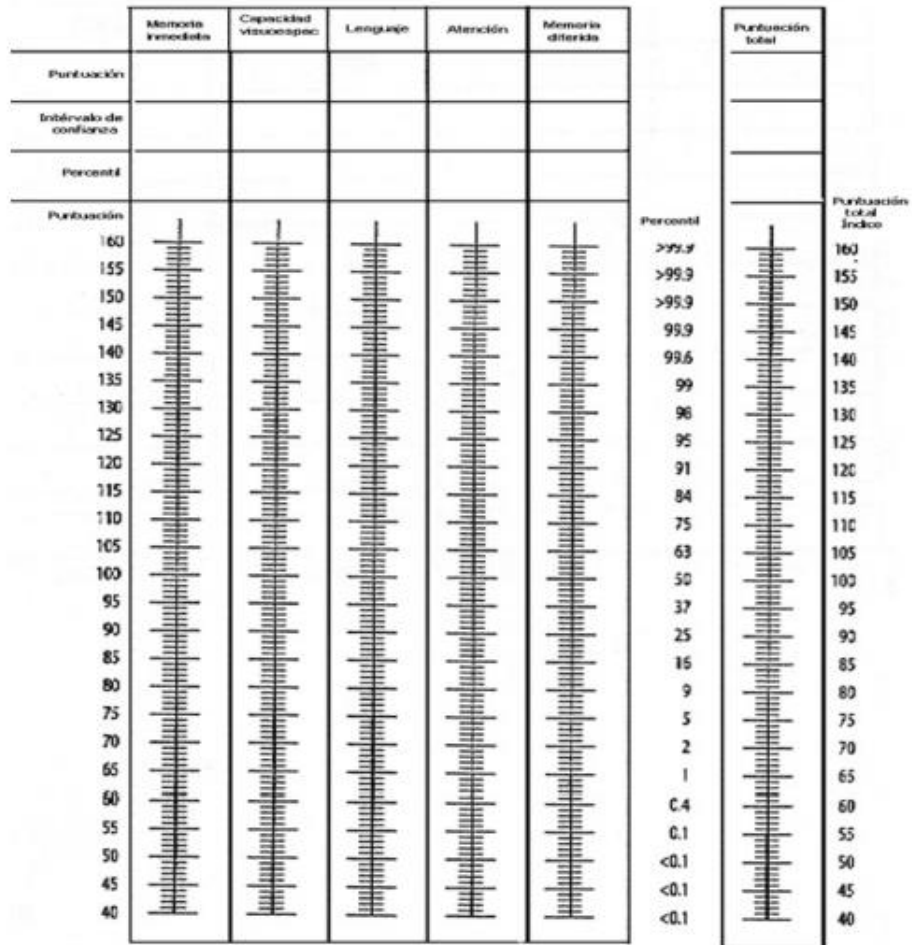 Memoria inmediata
Capacidad visuoespac
Lenguaje
Atención
Memoria diferida
Puntuación total
Puntuación
Intérvalo de confianza
Percentil
Puntuación
Percentil
Puntuación total Índice
160 >99.9 160
155 >99.9 155
150 >99.9 150
145 99.9 145
140 99.6 140
135 99 135
130 98 130
125 95 125
120 91 120
115 84 115
110 75 110
105 63 105
100 50 100
95 37 95
90 25 90
85 16 85
80 9 80
75 5 75
70 2 70
65 1 65
60 0.4 60
55 0.1 55
50 <0.1 50
45 <0.1 45
40 <0.1 40